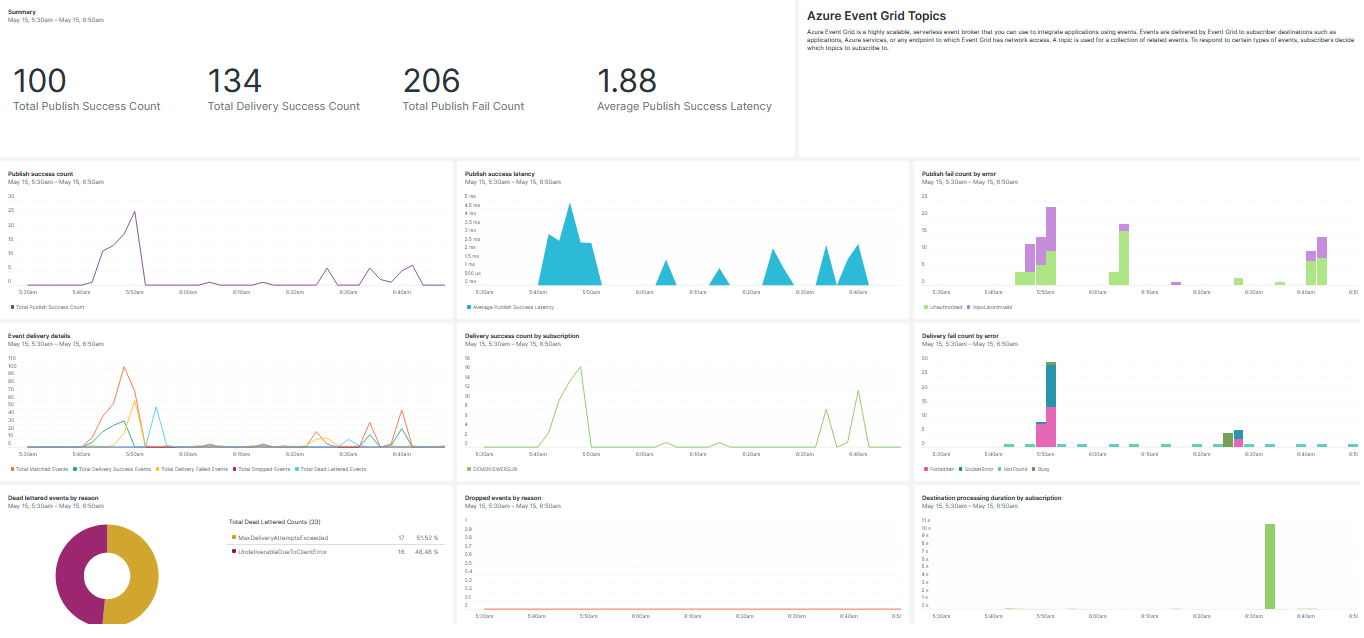 Summary
May 15, 5:30am – May 15, 6:50am
100
Total Publish Success Count
134
Total Delivery Success Count
206
Total Publish Fail Count
1.88
Average Publish Success Latency
Azure Event Grid Topics
Azure Event Grid is a highly scalable, serverless event broker that you can use to integrate applications using events. Events are delivered by Event Grid to subscriber destinations such as
applications, Azure services, or any endpoint to which Event Grid has network access. A topic is used for a collection of related events. To respond to certain types of events, subscribers decide
which topics to subscribe to.
Publish success count
May 15, 5:30am – May 15, 6:50am
30
25
20
15
10
5
0
5:30am 5:40am 5:50am 6:00am 6:10am 6:20am 6:30am 6:40am
Total Publish Success Count
Publish success latency
May 15, 5:30am – May 15, 6:50am
5 ms
4.5 ms
4 ms
3.5 ms
3 ms
2.5 ms
2 ms
1.5 ms
1 ms
500 µs
0 ms
5:30am 5:40am 5:50am 6:00am 6:10am 6:20am 6:30am 6:40am
Average Publish Success Latency
Publish fail count by error
May 15, 5:30am – May 15, 6:50am
25
20
15
10
5
0
5:30am 5:40am 5:50am 6:00am 6:10am 6:20am 6:30am 6:40am 6:5(
Unauthorized InputJsonInvalid
Event delivery details
May 15, 5:30am – May 15, 6:50am
110
100
90
80
70
60
50
40
30
20
10
0
5:30am 5:40am 5:50am 6:00am 6:10am 6:20am 6:30am 6:40am
Total Matched Events Total Delivery Success Events Total Delivery Failed Events Total Dropped Events Total Dead Lettered Events
Delivery success count by subscription
May 15, 5:30am – May 15, 6:50am
18
16
14
12
10
8
6
4
2
0
5:30am 5:40am 5:50am 6:00am 6:10am 6:20am 6:30am 6:40am
DEMOVIEWERSUB
Delivery fail count by error
May 15, 5:30am – May 15, 6:50am
30
25
20
15
10
5
0
5:30am 5:40am 5:50am 6:00am 6:10am 6:20am 6:30am 6:40am 6:5(
Forbidden SocketError NotFound Busy
Dead lettered events by reason
May 15, 5:30am – May 15, 6:50am
Total Dead Lettered Counts (33)
MaxDeliveryAttemptsExceeded 17 51.52 %
UndeliverableDueToClientError 16 48.48 %
Dropped events by reason
May 15, 5:30am – May 15, 6:50am
1
0.9
0.8
0.7
0.6
0.5
0.4
0.3
0.2
0.1
0
5:30am 5:40am 5:50am 6:00am 6:10am 6:20am 6:30am 6:40am 6:5(
Destination processing duration by subscription
May 15, 5:30am – May 15, 6:50am
11 s
10 s
9 s
8 s
7 s
6 s
5 s
4 s
3 s
2 s
1 s
0 s
5:30am 5:40am 5:50am 6:00am 6:10am 6:20am 6:30am 6:40am 6:5(